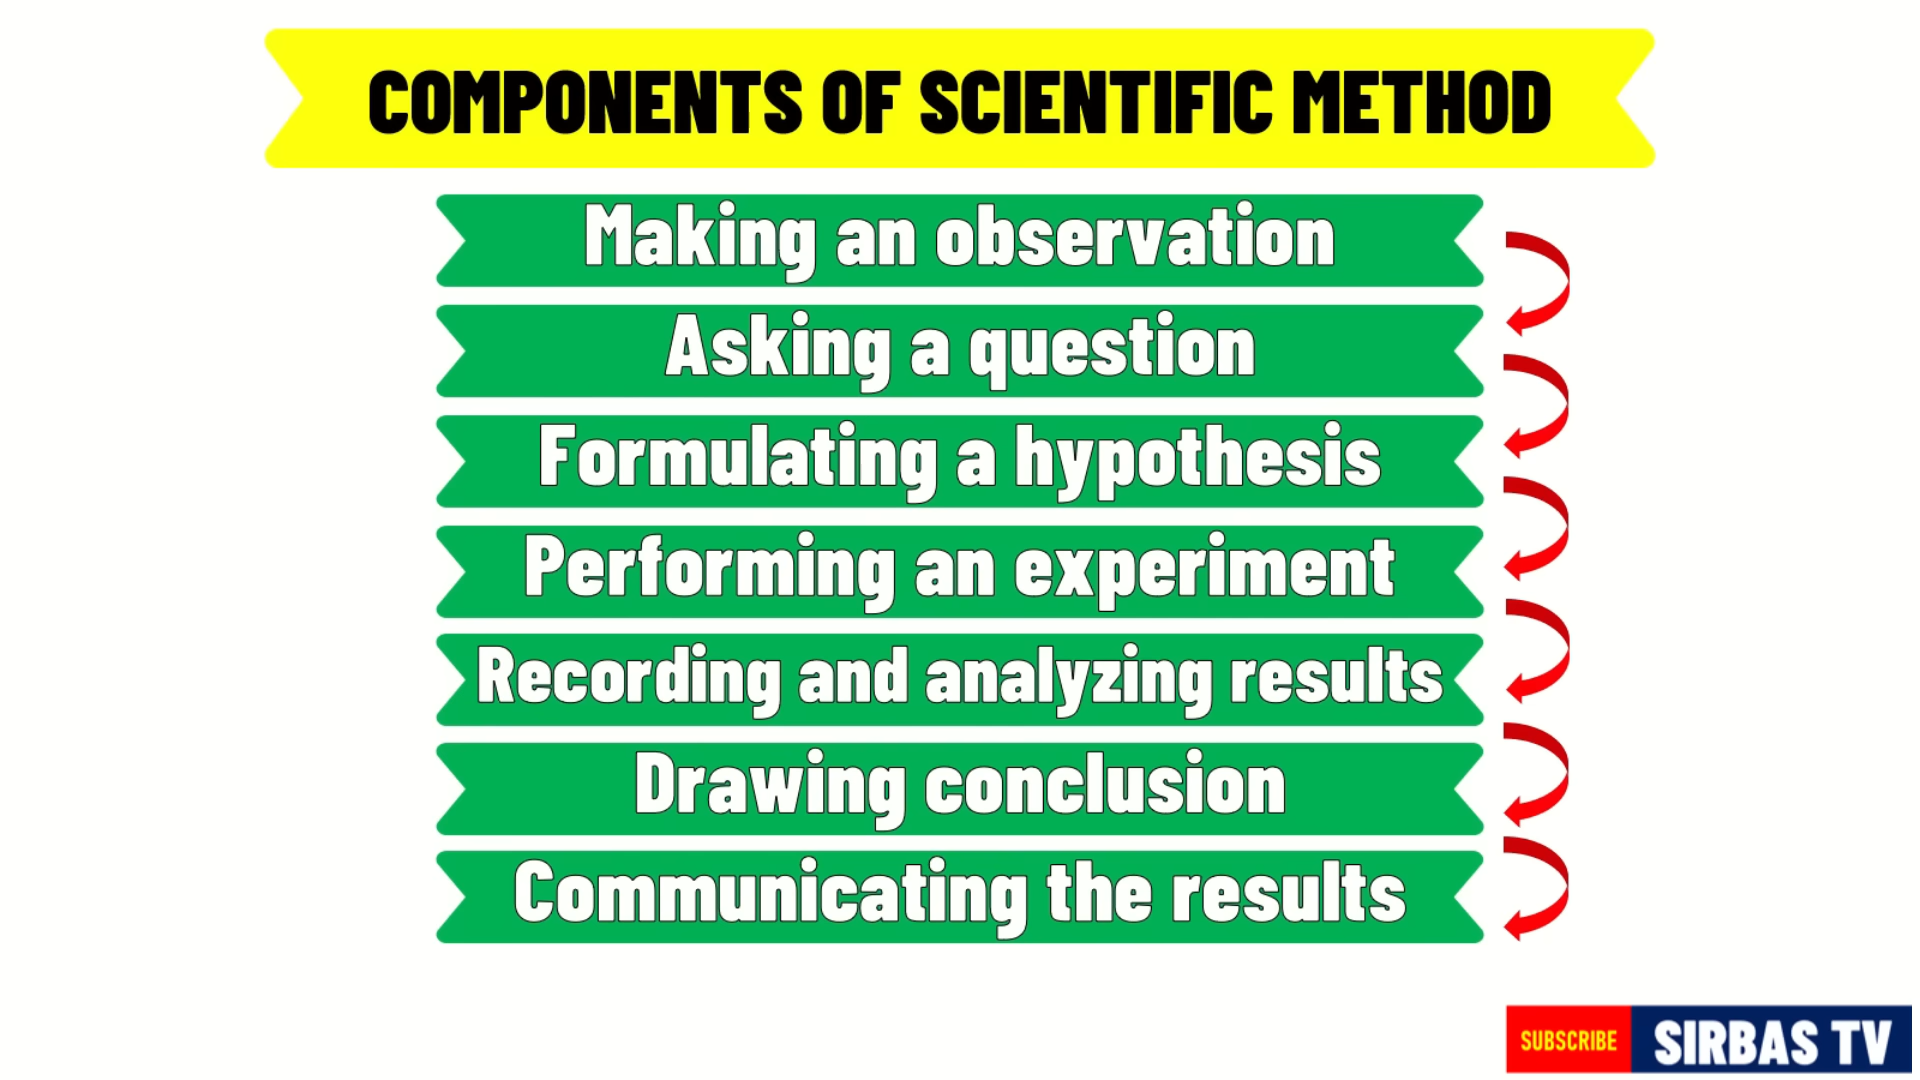 COMPONENTS OF SCIENTIFIC METHOD
Making an observation
Asking a question
Formulating a hypothesis
Performing an experiment
Recording and analyzing results
Drawing conclusion
Communicating the results
SUBSCRIBE SIRBAS TV